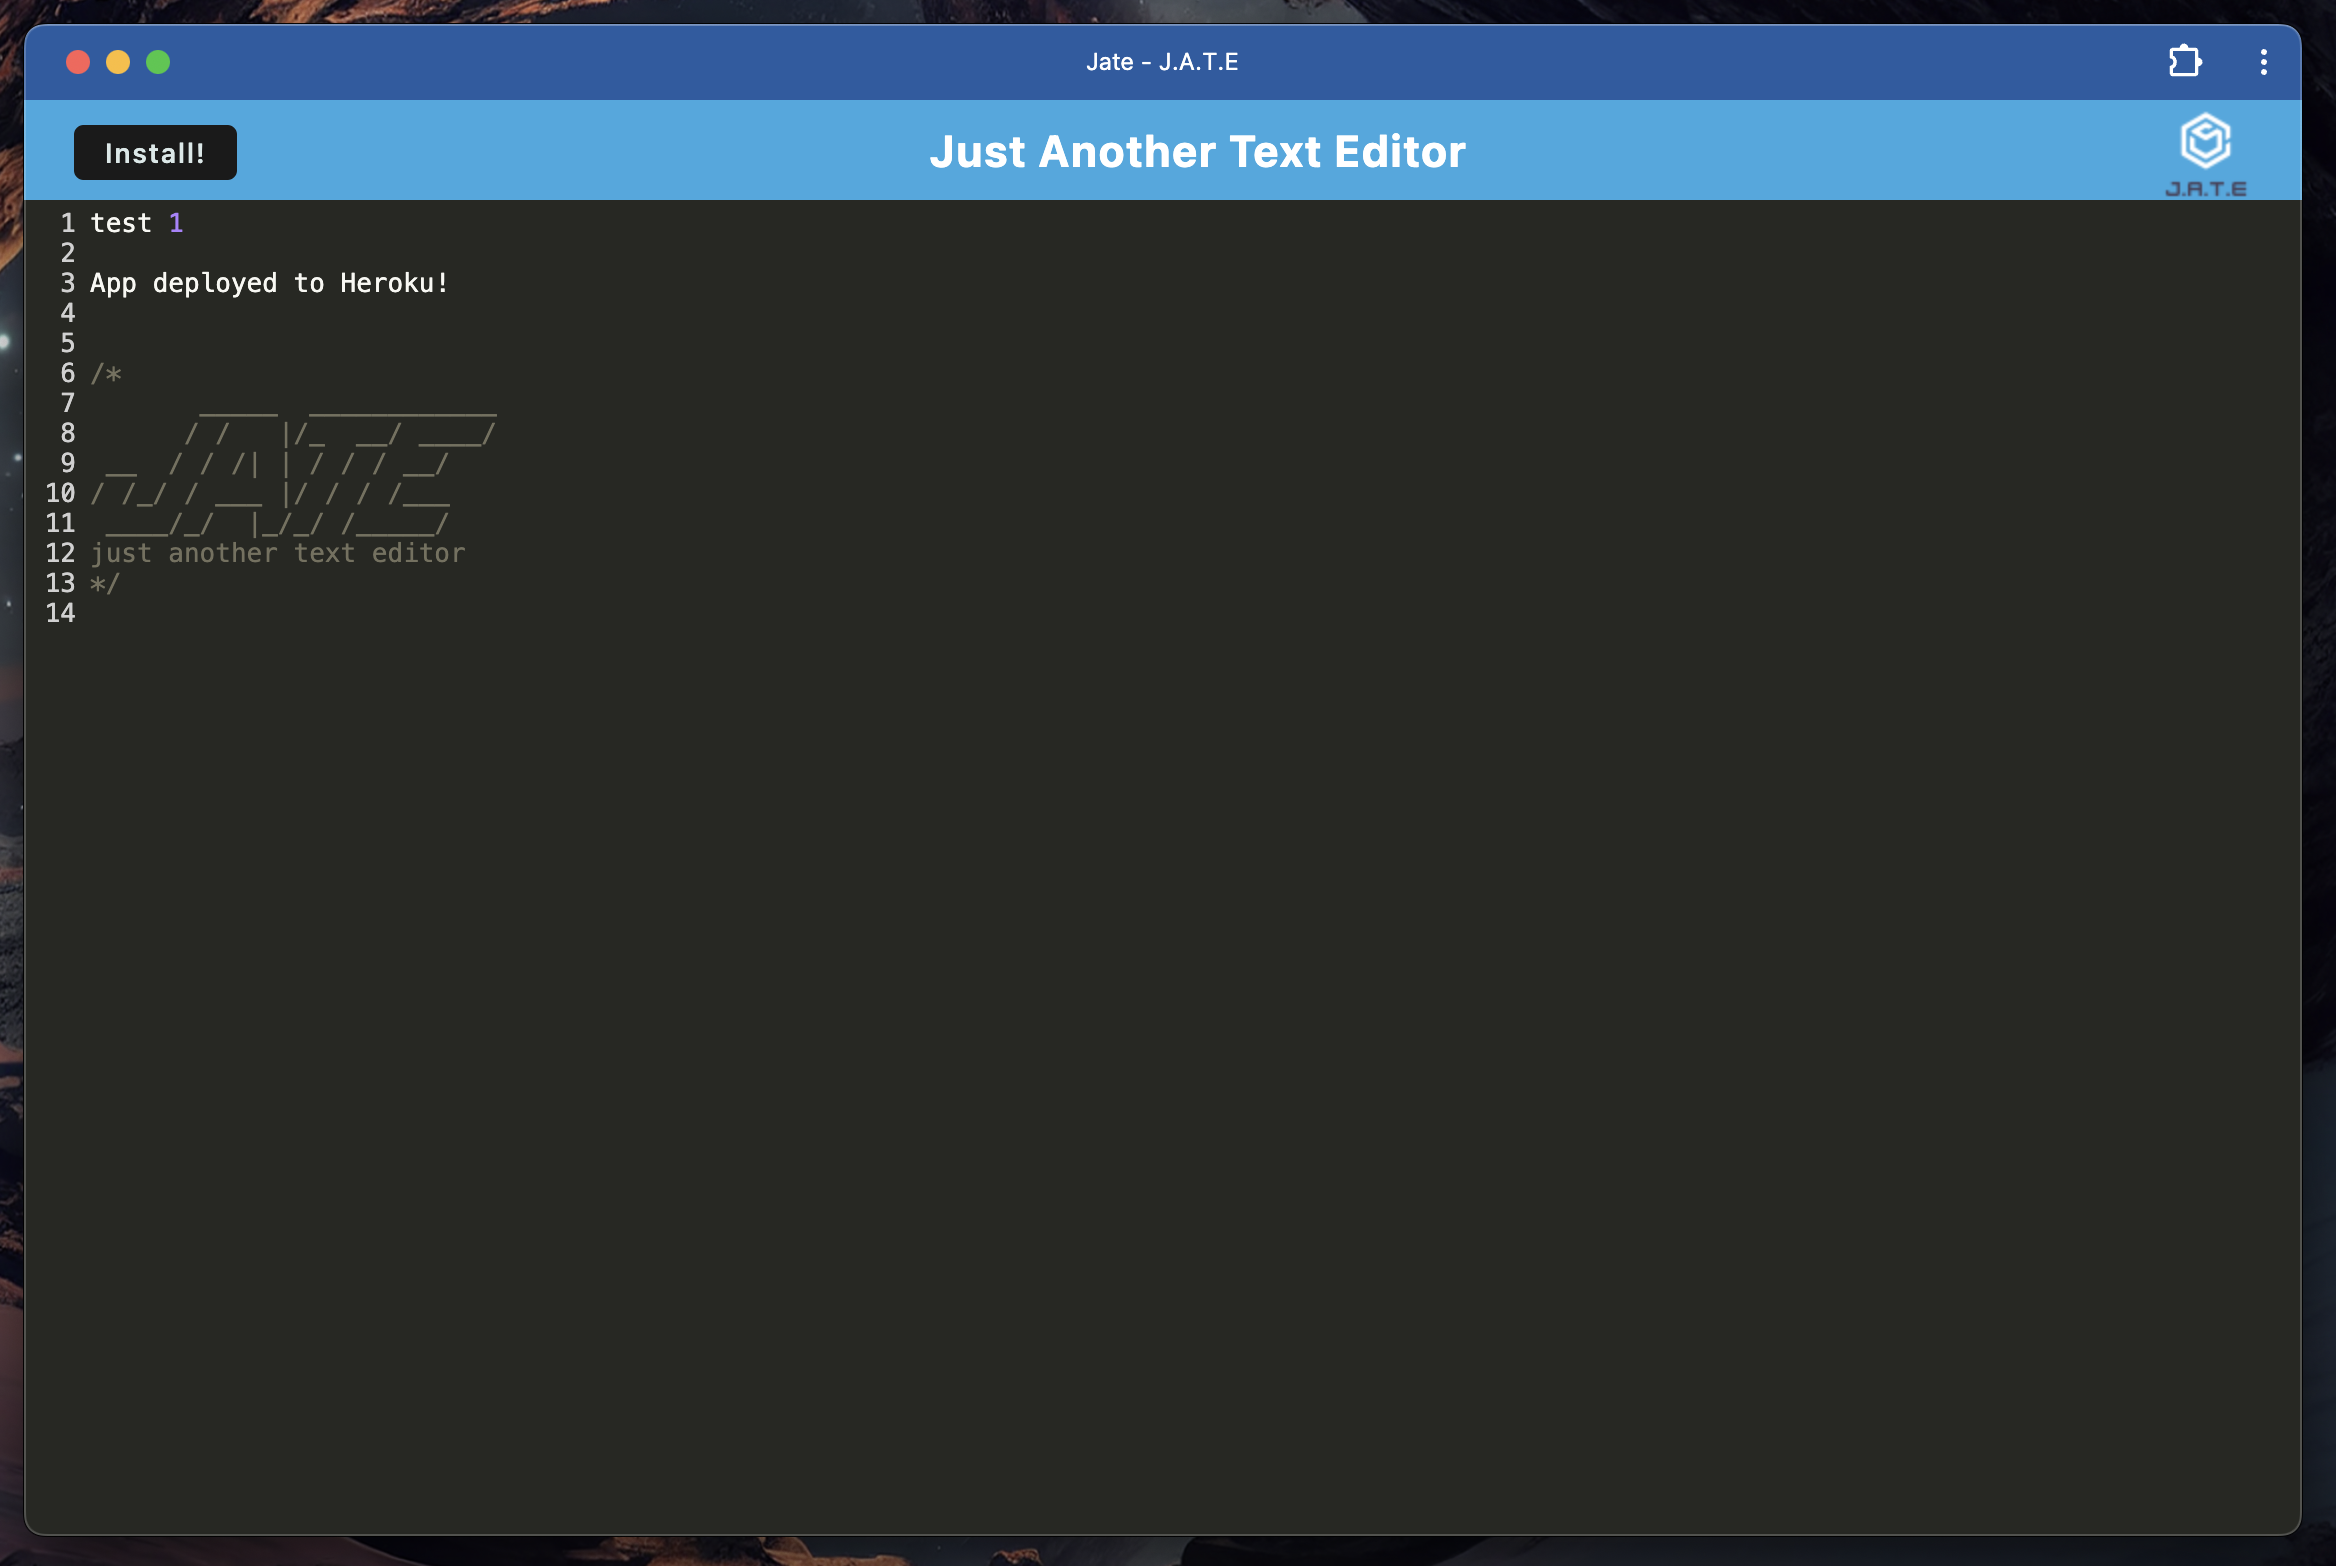 Jate - J.A.T.E
Install!
Just Another Text Editor
J.A.T.E
1 test 1
2
3 App deployed to Heroku!
4
5
6 /*
7        _____  ____________
8       / /   |/_  __/ ____/
9  __  / / /| | / / / __/
10 / /_/ / ___ |/ / / /___
11  ____/_/  |_/_/ /_____/
12 just another text editor
13 */
14